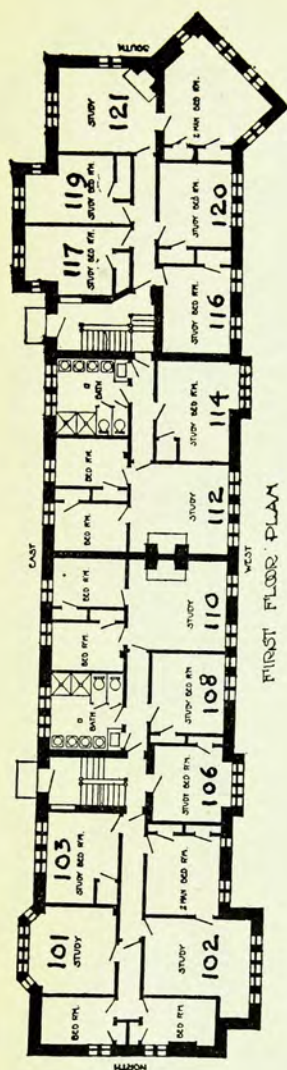 SOUTH
STUDY
121
2 MAN BED RM.
119
STUDY BED RM.
117
STUDY BED RM.
STUDY BED RM.
120
STUDY BED RM.
116
BATH
STUDY BED RM.
114
BED RM.
BED RM.
STUDY
112
EAST
WEST
FIRST FLOOR PLAN
BED RM.
BED RM.
STUDY
110
BATH
STUDY BED RM
108
STUDY BED RM.
106
103
STUDY BED RM.
2 MAN BED RM.
101
STUDY
STUDY
102
BED RM.
BED RM.
NORTH